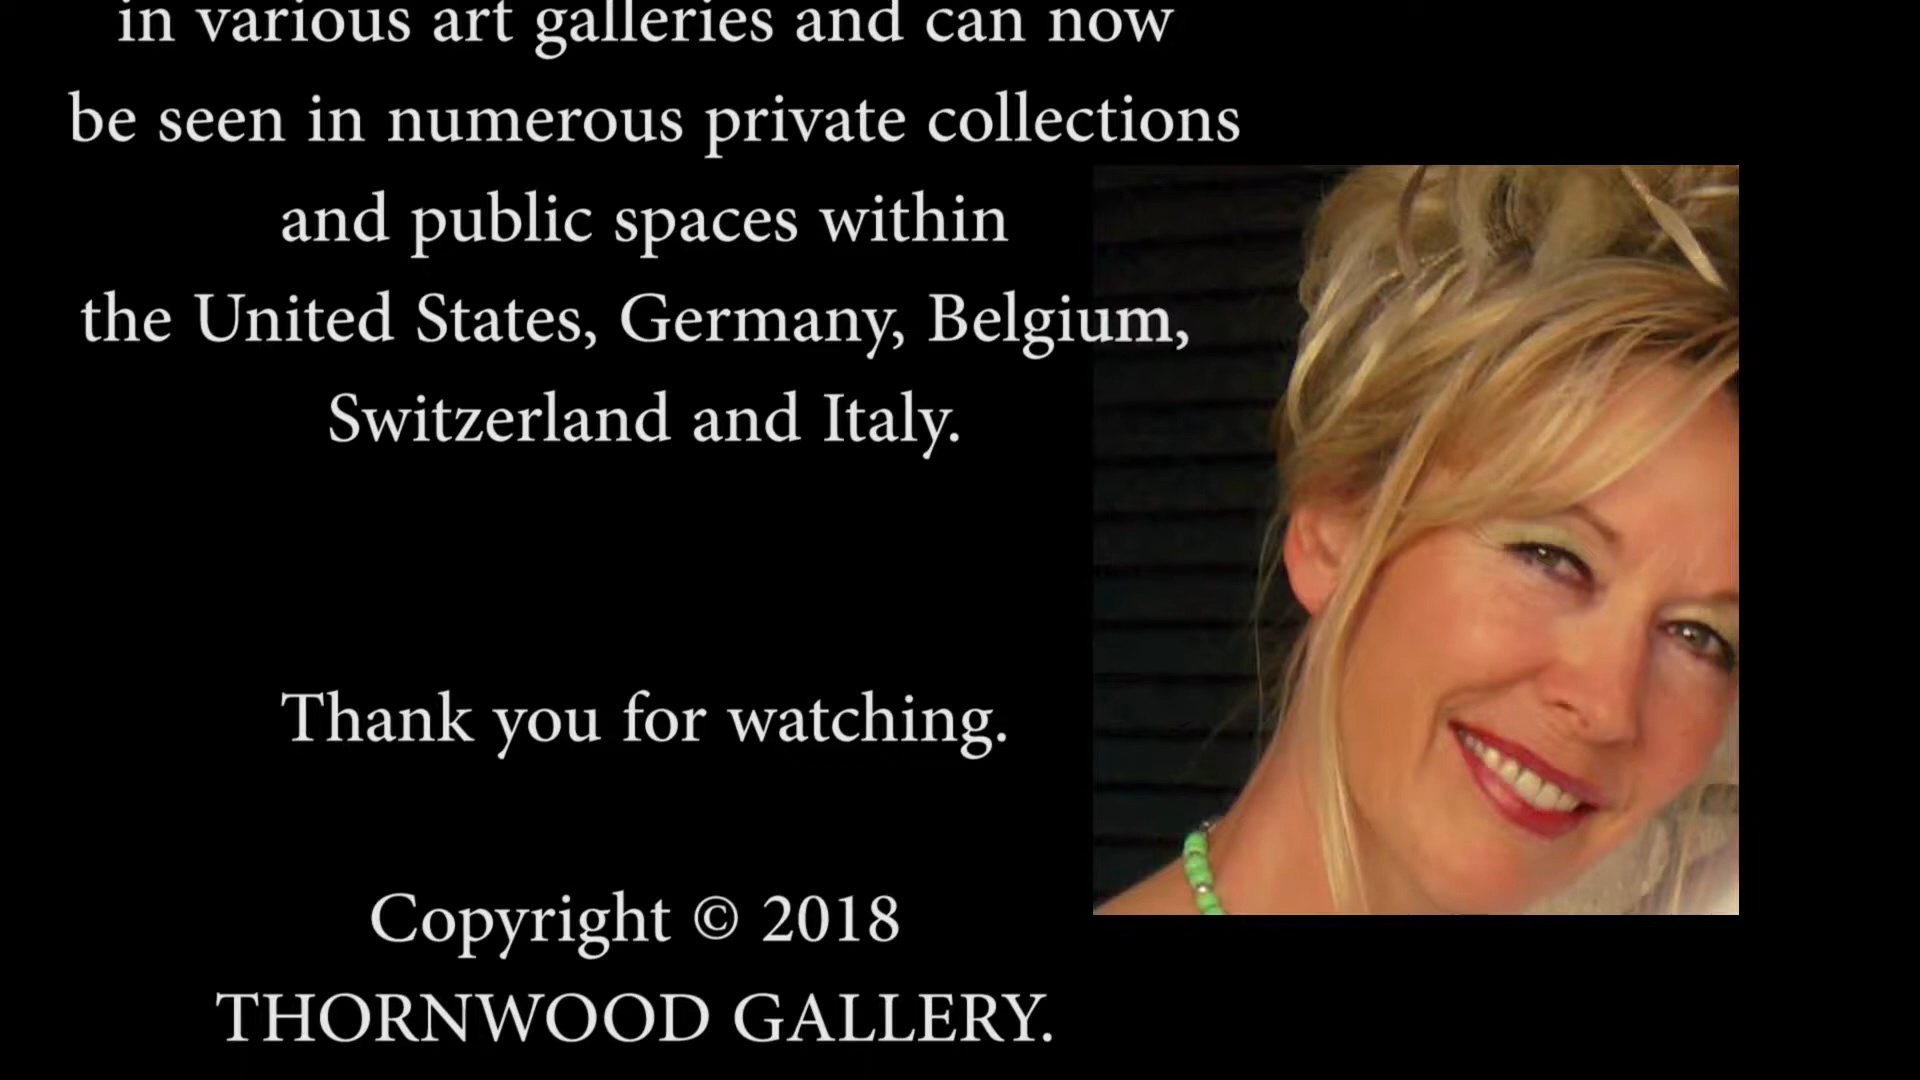 in various art galleries and can now
be seen in numerous private collections
and public spaces within
the United States, Germany, Belgium,
Switzerland and Italy.
Thank you for watching.
Copyright © 2018
THORNWOOD GALLERY.